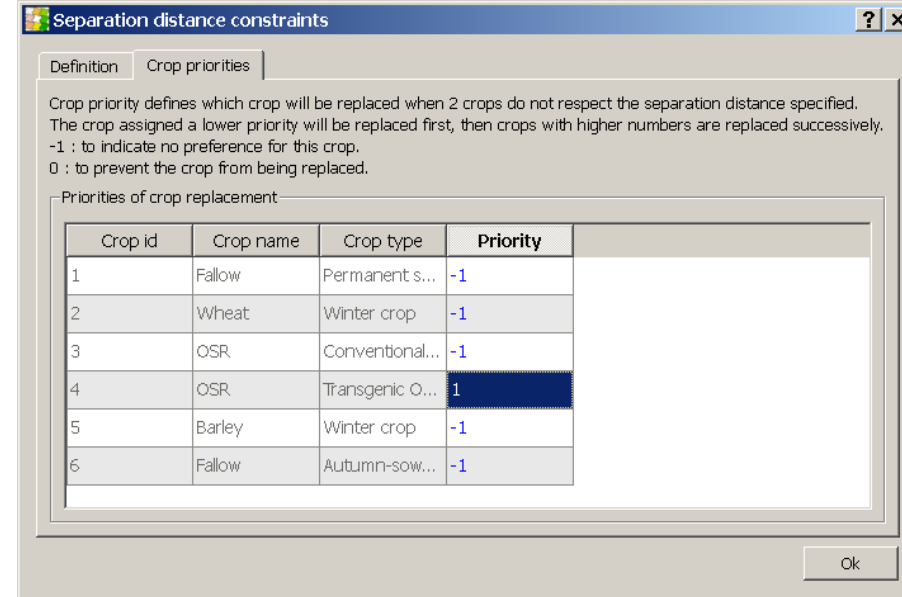 Separation distance constraints
Definition Crop priorities
Crop priority defines which crop will be replaced when 2 crops do not respect the separation distance specified.
The crop assigned a lower priority will be replaced first, then crops with higher numbers are replaced successively.
-1 : to indicate no preference for this crop.
0 : to prevent the crop from being replaced.
Priorities of crop replacement
Crop id Crop name Crop type Priority
1 Fallow Permanent s... -1
2 Wheat Winter crop -1
3 OSR Conventional... -1
4 OSR Transgenic O... 1
5 Barley Winter crop -1
6 Fallow Autumn-sow... -1
Ok